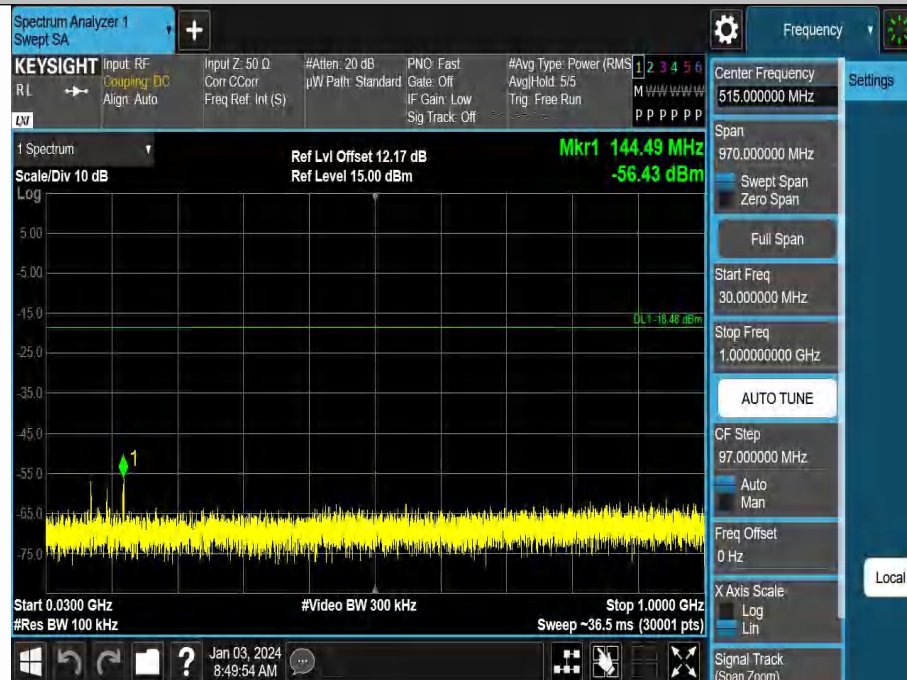 Spectrum Analyzer 1
Swept SA
+
Frequency
KEYSIGHT
RL
LXI
Input: RF
Coupling: DC
Align: Auto
Input Z: 50 Ω
Corr CCorr
Freq Ref: Int (S)
#Atten: 20 dB
µW Path: Standard
PNO: Fast
Gate: Off
IF Gain: Low
Sig Track: Off
#Avg Type: Power (RMS
Avg|Hold: 5/5
Trig: Free Run
1 2 3 4 5 6
M W W W W W
P P P P P P
1 Spectrum
Scale/Div 10 dB
Log
Ref Lvl Offset 12.17 dB
Ref Level 15.00 dBm
Mkr1 144.49 MHz
-56.43 dBm
5.00
-5.00
-15.0
DL1 -18.48 dBm
-25.0
-35.0
-45.0
1
-55.0
-65.0
-75.0
Start 0.0300 GHz
#Res BW 100 kHz
#Video BW 300 kHz
Stop 1.0000 GHz
Sweep ~36.5 ms (30001 pts)
?
Jan 03, 2024
8:49:54 AM
Center Frequency
515.000000 MHz
Settings
Span
970.000000 MHz
Swept Span
Zero Span
Full Span
Start Freq
30.000000 MHz
Stop Freq
1.000000000 GHz
AUTO TUNE
CF Step
97.000000 MHz
Auto
Man
Freq Offset
0 Hz
Local
X Axis Scale
Log
Lin
Signal Track
(Span Zoom)